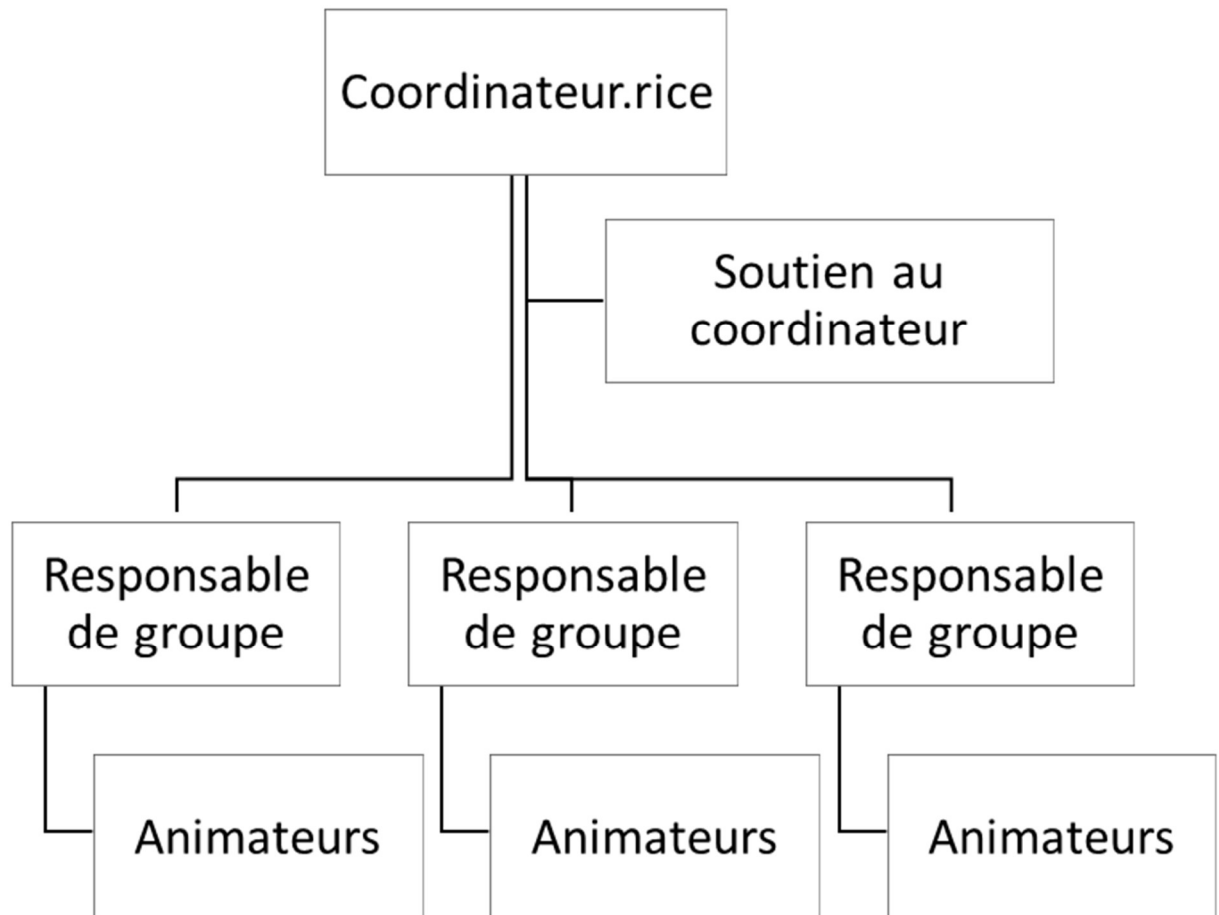 Coordinateur.rice
Soutien au
coordinateur
Responsable
de groupe
Responsable
de groupe
Responsable
de groupe
Animateurs
Animateurs
Animateurs